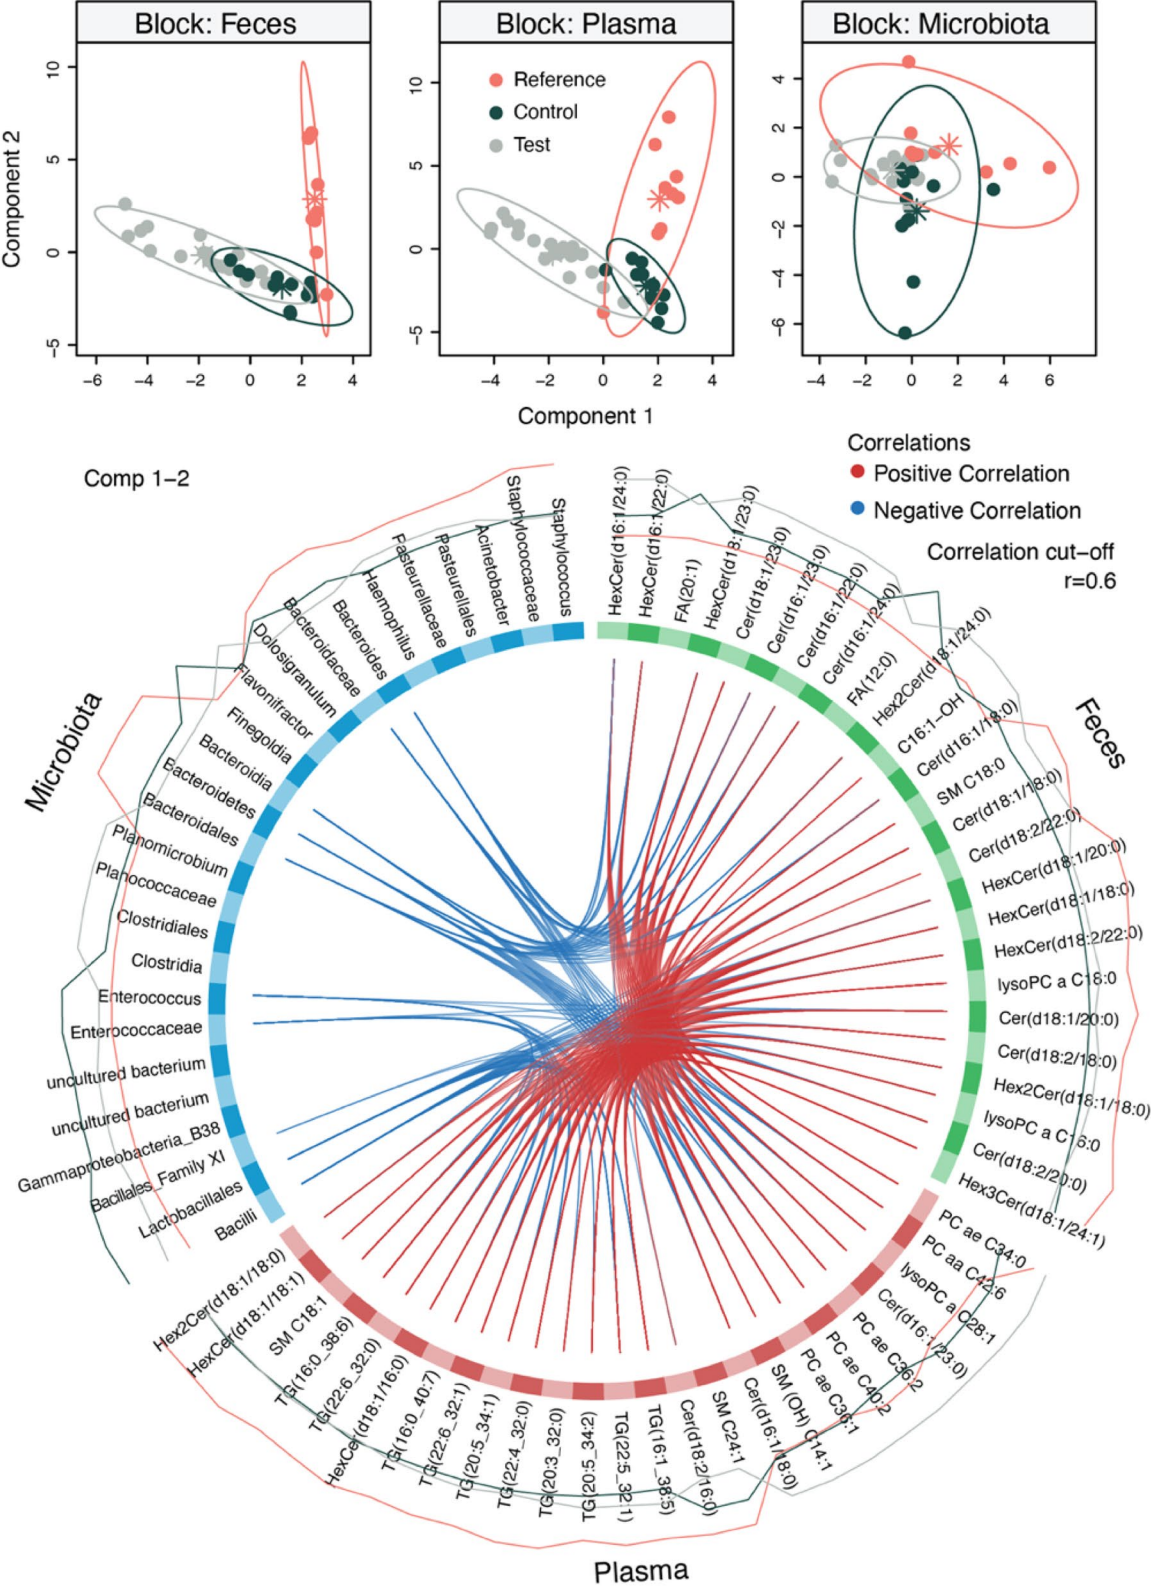 Block: Feces
Block: Plasma
Block: Microbiota
Component 2
10
5
0
−5
−6
−4
−2
0
2
4
10
5
0
−5
−4
−2
0
2
4
Reference
Control
Test
4
2
0
−2
−4
−6
−4
−2
0
2
4
6
Component 1
Comp 1−2
Correlations
Positive Correlation
Negative Correlation
Correlation cut−off
r=0.6
Microbiota
Staphylococcus
Staphylococcaceae
Acinetobacter
Pasteurellales
Pasteurellaceae
Haemophilus
Bacteroides
Bacteroidaceae
Dolosigranulum
Flavonifractor
Finegoldia
Bacteroidia
Bacteroidetes
Bacteroidales
Planomicrobium
Planococcaceae
Clostridiales
Clostridia
Enterococcus
Enterococcaceae
uncultured bacterium
uncultured bacterium
Gammaproteobacteria_B38
Bacillales_Family XI
Lactobacillales
Bacilli
Feces
HexCer(d16:1/24:0)
HexCer(d16:1/22:0)
FA(20:1)
HexCer(d18:1/23:0)
Cer(d18:1/23:0)
Cer(d16:1/23:0)
Cer(d16:1/22:0)
Cer(d16:1/24:0)
FA(12:0)
Hex2Cer(d18:1/24:0)
C16:1−OH
Cer(d16:1/18:0)
SM C18:0
Cer(d18:1/18:0)
Cer(d18:2/22:0)
HexCer(d18:1/20:0)
HexCer(d18:1/18:0)
HexCer(d18:2/22:0)
lysoPC a C18:0
Cer(d18:1/20:0)
Cer(d18:2/18:0)
Hex2Cer(d18:1/18:0)
lysoPC a C16:0
Cer(d18:2/20:0)
Hex3Cer(d18:1/24:1)
PC ae C34:0
PC aa C42:6
lysoPC a C28:1
Cer(d16:1/23:0)
PC ae C36:2
PC ae C40:2
PC ae C36:1
SM (OH) C14:1
Cer(d16:1/18:0)
SM C24:1
Cer(d18:2/16:0)
TG(16:1_38:5)
TG(22:5_32:1)
TG(20:5_34:2)
TG(20:3_32:0)
TG(22:4_32:0)
TG(20:5_34:1)
TG(22:6_32:1)
TG(16:0_40:7)
HexCer(d18:1/16:0)
TG(22:6_32:0)
TG(16:0_38:6)
SM C18:1
HexCer(d18:1/18:1)
Hex2Cer(d18:1/18:0)
Plasma